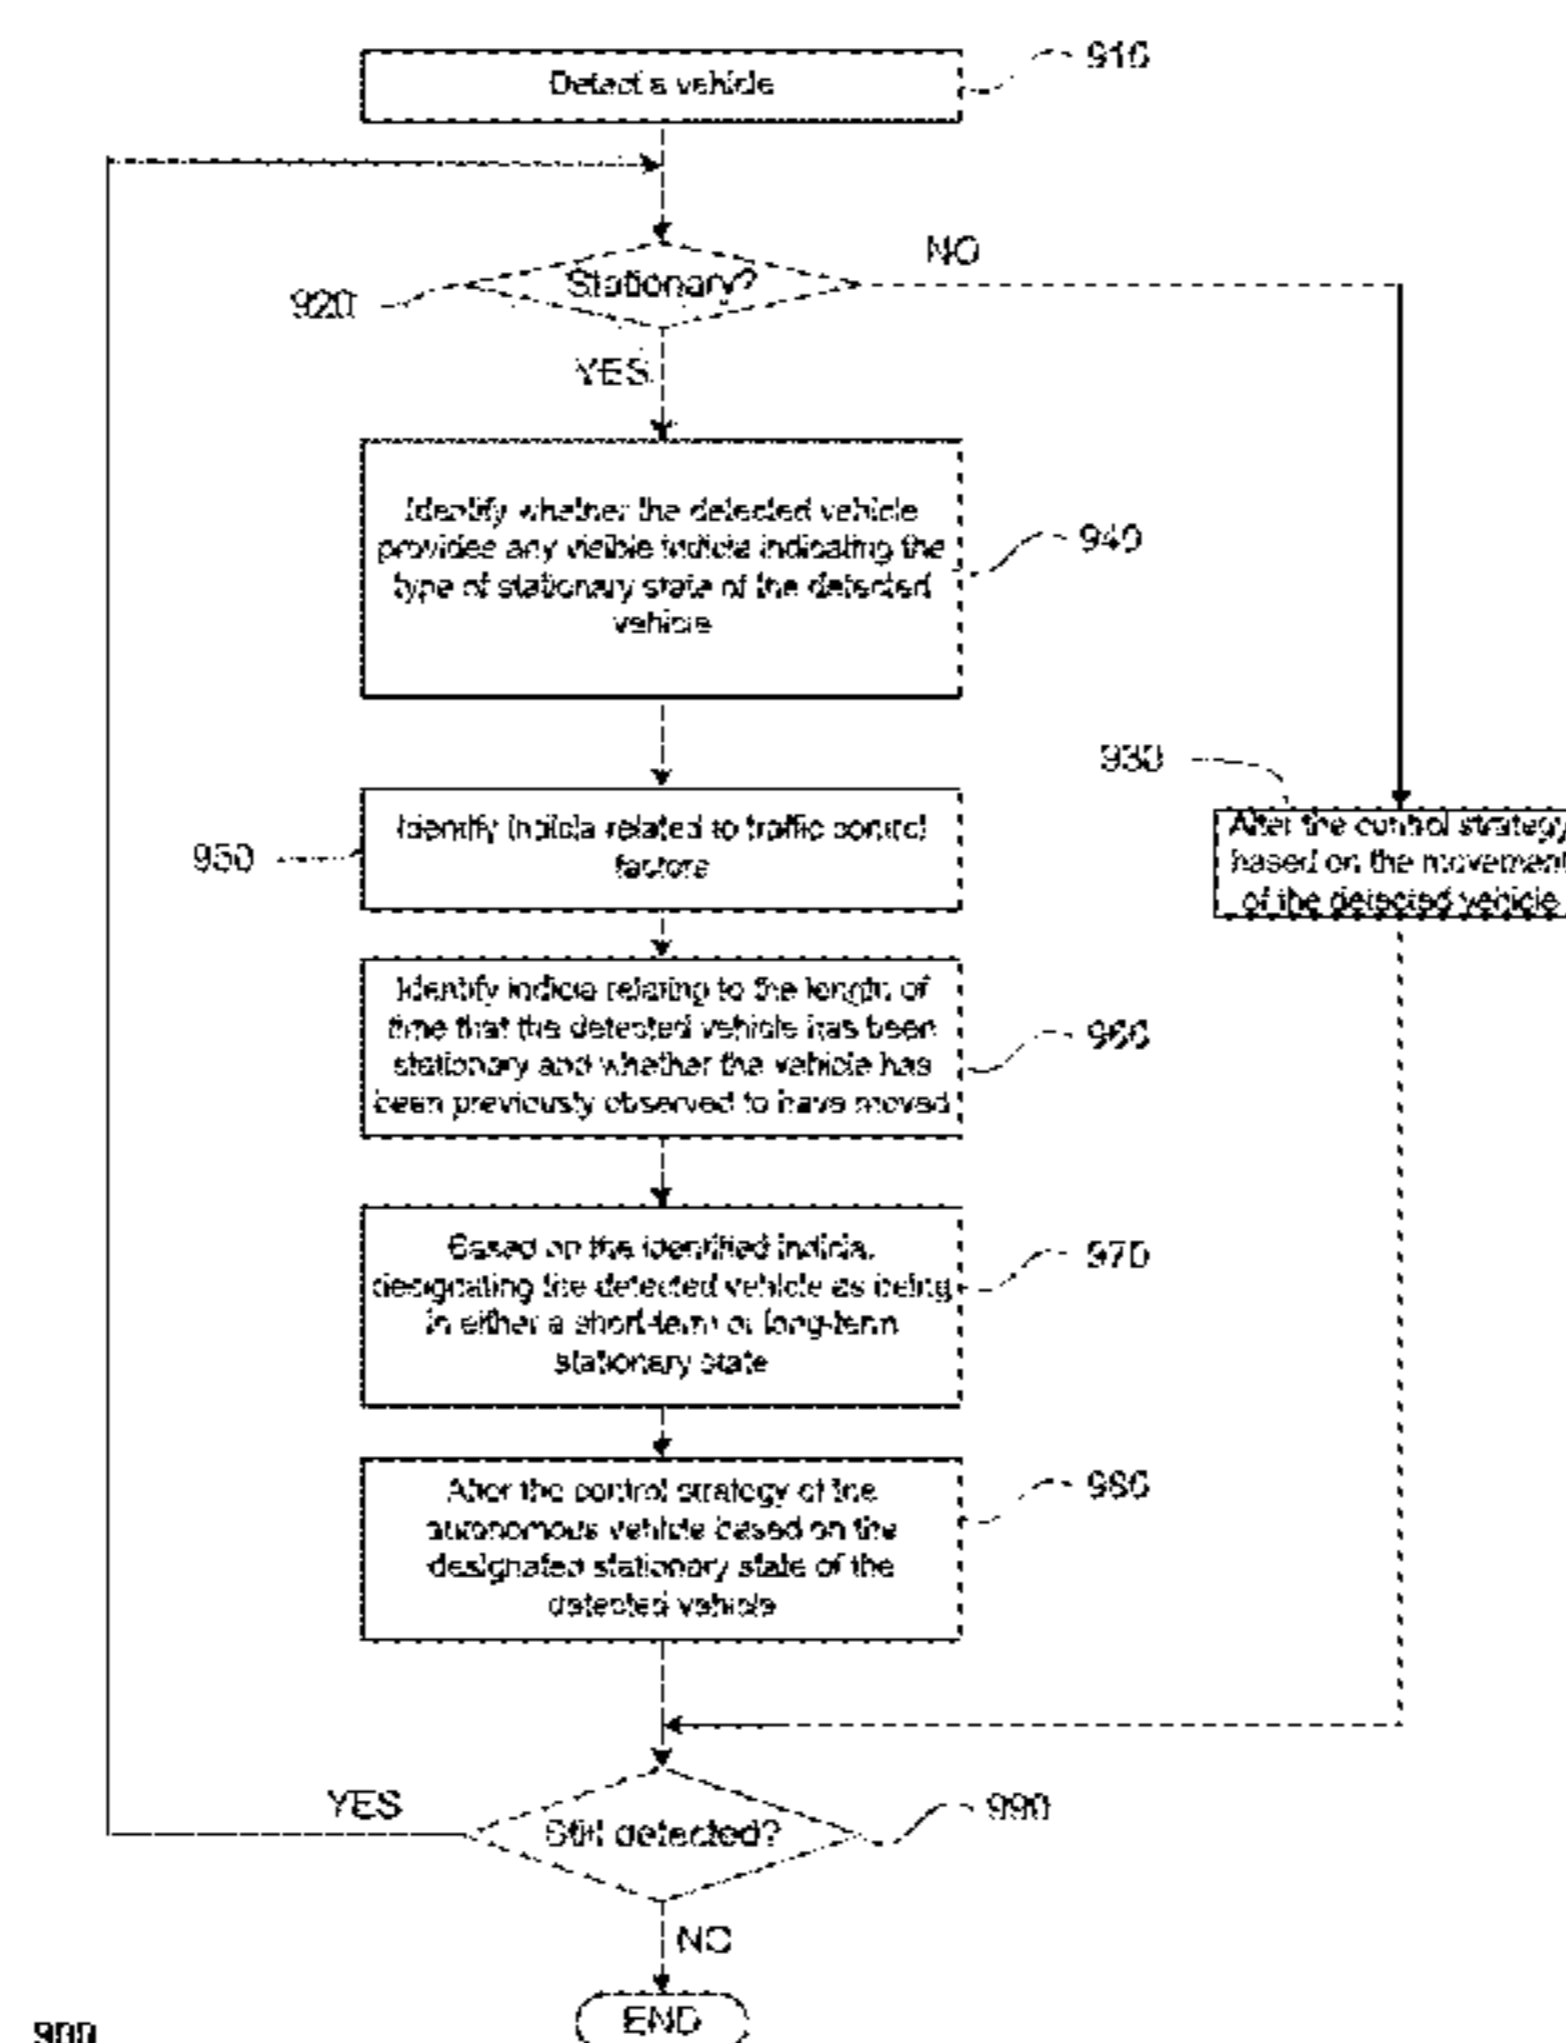 Detect a vehicle
910
Stationary?
920
NO
YES
Identify whether the detected vehicle
provides any visible indicia indicating the
type of stationary state of the detected
vehicle
940
930
Alter the control strategy
based on the movement
of the detected vehicle
Identify indicia related to traffic control
factors
950
Identify indicia relating to the length of
time that the detected vehicle has been
stationary and whether the vehicle has
been previously observed to have moved
960
Based on the identified indicia,
designating the detected vehicle as being
in either a short-term or long-term
stationary state
970
Alter the control strategy of the
autonomous vehicle based on the
designated stationary state of the
detected vehicle
980
YES
Still detected?
990
NO
END
900